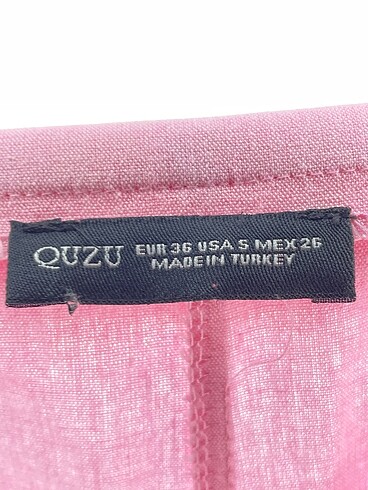 QUZU
EUR 36 USA S MEX 26
MADE IN TURKEY